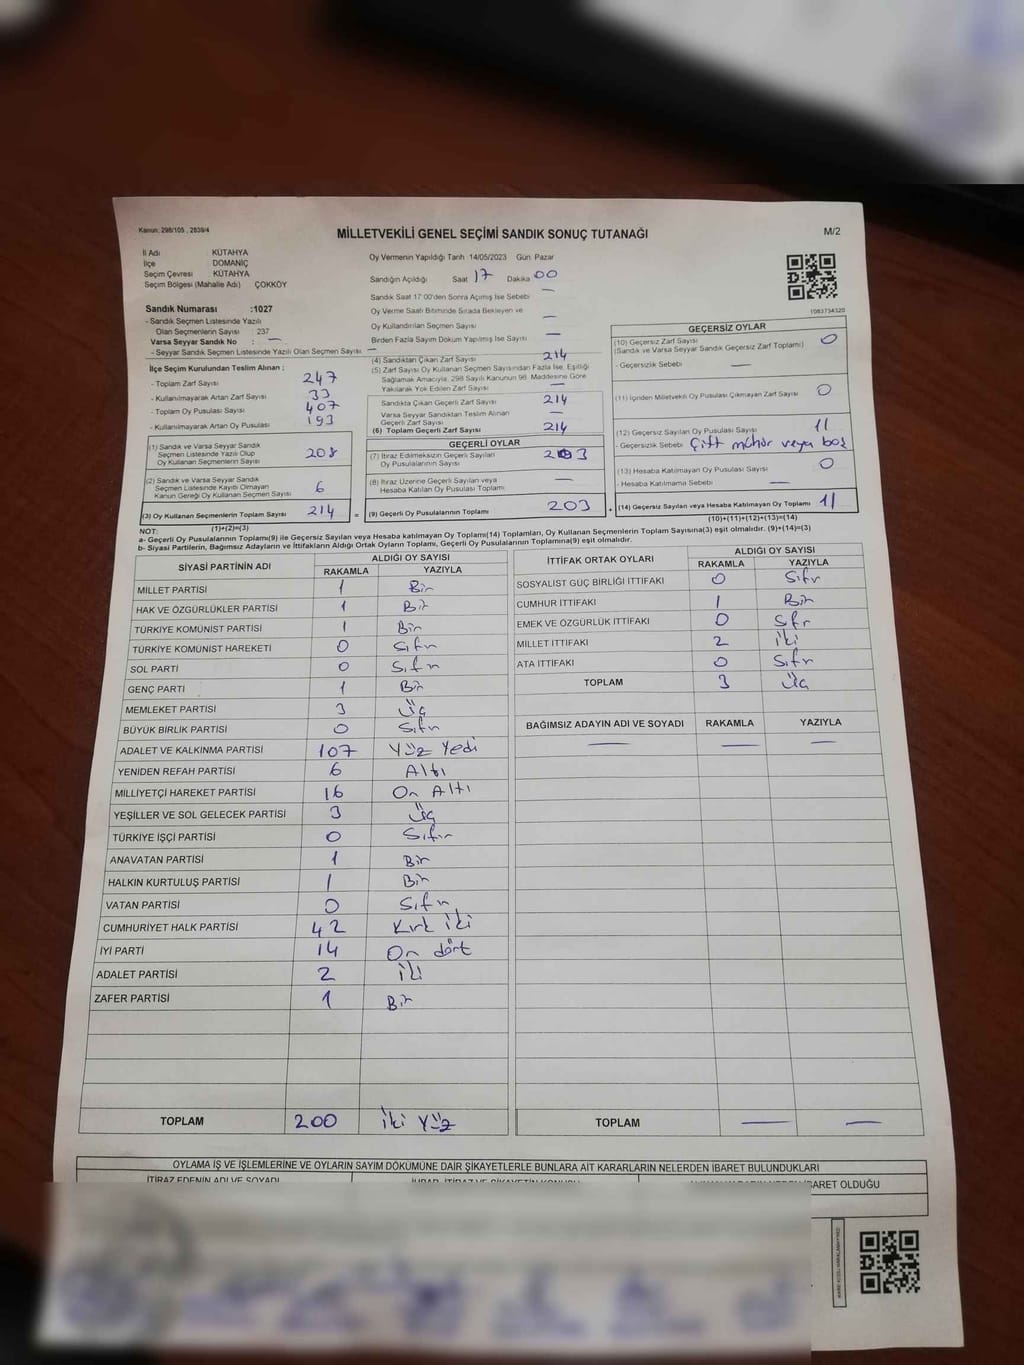 Kanun: 298/105, 2839/4
MİLLETVEKİLİ GENEL SEÇİMİ SANDIK SONUÇ TUTANAĞI
M/2
İl Adı KÜTAHYA
İlçe DOMANİÇ
Seçim Çevresi KÜTAHYA
Seçim Bölgesi (Mahalle Adı) ÇOKKÖY
Oy Vermenin Yapıldığı Tarih 14/05/2023 Gün Pazar
Sandığın Açıldığı Saat 17 Dakika 00
Sandık Saat 17:00'den Sonra Açımış İse Sebebi —
Oy Verme Saati Bitiminde Sırada Bekleyen ve
Oy Kullandırılan Seçmen Sayısı —
Birden Fazla Sayım Döküm Yapılmış İse Sayısı —
1083734320
Sandık Numarası :1027
- Sandık Seçmen Listesinde Yazılı
Olan Seçmenlerin Sayısı : 237
Varsa Seyyar Sandık No : —
- Seyyar Sandık Seçmen Listesinde Yazılı Olan Seçmen Sayısı —
İlçe Seçim Kurulundan Teslim Alınan ;
- Toplam Zarf Sayısı 247
- Kullanılmayarak Artan Zarf Sayısı 33
- Toplam Oy Pusulası Sayısı 407
- Kullanılmayarak Artan Oy Pusulası 193
(1) Sandık ve Varsa Seyyar Sandık
Seçmen Listesinde Yazılı Olup
Oy Kullanan Seçmenlerin Sayısı 208
(2) Sandık ve Varsa Seyyar Sandık
Seçmen Listesinde Kayıtlı Olmayan
Kanun Gereği Oy Kullanan Seçmen Sayısı 6
(3) Oy Kullanan Seçmenlerin Toplam Sayısı 214 =
(1)+(2)=(3)
(4) Sandıktan Çıkan Zarf Sayısı 214
(5) Zarf Sayısı Oy Kullanan Seçmen Sayısından Fazla İse, Eşitliği
Sağlamak Amacıyla, 298 Sayılı Kanunun 98. Maddesine Göre
Yakılarak Yok Edilen Zarf Sayısı —
Sandıkta Çıkan Geçerli Zarf Sayısı 214
Varsa Seyyar Sandıktan Teslim Alınan
Geçerli Zarf Sayısı —
(6) Toplam Geçerli Zarf Sayısı 214
GEÇERLİ OYLAR
(7) İtiraz Edilmeksizin Geçerli Sayılan
Oy Pusulalarının Sayısı 203
(8) İtiraz Üzerine Geçerli Sayılan veya
Hesaba Katılan Oy Pusulası Toplamı —
(9) Geçerli Oy Pusulalarının Toplamı 203 +
GEÇERSİZ OYLAR
(10) Geçersiz Zarf Sayısı 0
(Sandık ve Varsa Seyyar Sandık Geçersiz Zarf Toplamı)
- Geçersizlik Sebebi —
(11) İçinden Milletvekili Oy Pusulası Çıkmayan Zarf Sayısı 0
(12) Geçersiz Sayılan Oy Pusulası Sayısı 11
- Geçersizlik Sebebi Çift mühür veya boş
(13) Hesaba Katılmayan Oy Pusulası Sayısı 0
- Hesaba Katılmama Sebebi —
(14) Geçersiz Sayılan veya Hesaba Katılmayan Oy Toplamı 11
(10)+(11)+(12)+(13)=(14)
NOT:
a- Geçerli Oy Pusulalarının Toplamı(9) ile Geçersiz Sayılan veya Hesaba katılmayan Oy Toplamı(14) Toplamları, Oy Kullanan Seçmenlerin Toplam Sayısına(3) eşit olmalıdır. (9)+(14)=(3)
b- Siyasi Partilerin, Bağımsız Adayların ve İttifakların Aldığı Ortak Oyların Toplamı, Geçerli Oy Pusulalarının Toplamına(9) eşit olmalıdır.
SİYASİ PARTİNİN ADI ALDIĞI OY SAYISI
RAKAMLA YAZIYLA
MİLLET PARTİSİ 1 Bir
HAK VE ÖZGÜRLÜKLER PARTİSİ 1 Bir
TÜRKİYE KOMÜNİST PARTİSİ 1 Bir
TÜRKİYE KOMÜNİST HAREKETİ 0 Sıfır
SOL PARTİ 0 Sıfır
GENÇ PARTİ 1 Bir
MEMLEKET PARTİSİ 3 Üç
BÜYÜK BİRLİK PARTİSİ 0 Sıfır
ADALET VE KALKINMA PARTİSİ 107 Yüz Yedi
YENİDEN REFAH PARTİSİ 6 Altı
MİLLİYETÇİ HAREKET PARTİSİ 16 On Altı
YEŞİLLER VE SOL GELECEK PARTİSİ 3 Üç
TÜRKİYE İŞÇİ PARTİSİ 0 Sıfır
ANAVATAN PARTİSİ 1 Bir
HALKIN KURTULUŞ PARTİSİ 1 Bir
VATAN PARTİSİ 0 Sıfır
CUMHURİYET HALK PARTİSİ 42 Kırk iki
İYİ PARTİ 14 On dört
ADALET PARTİSİ 2 iki
ZAFER PARTİSİ 1 Bir
TOPLAM 200 iki Yüz
İTTİFAK ORTAK OYLARI ALDIĞI OY SAYISI
RAKAMLA YAZIYLA
SOSYALİST GÜÇ BİRLİĞİ İTTİFAKI 0 Sıfır
CUMHUR İTTİFAKI 1 Bir
EMEK VE ÖZGÜRLÜK İTTİFAKI 0 Sıfır
MİLLET İTTİFAKI 2 iki
ATA İTTİFAKI 0 Sıfır
TOPLAM 3 Üç
BAĞIMSIZ ADAYIN ADI VE SOYADI RAKAMLA YAZIYLA
— — —
TOPLAM — —
OYLAMA İŞ VE İŞLEMLERİNE VE OYLARIN SAYIM DÖKÜMÜNE DAİR ŞİKAYETLERLE BUNLARA AİT KARARLARIN NELERDEN İBARET BULUNDUKLARI
İTİRAZ EDENİN ADI VE SOYADI
İBARET OLDUĞU